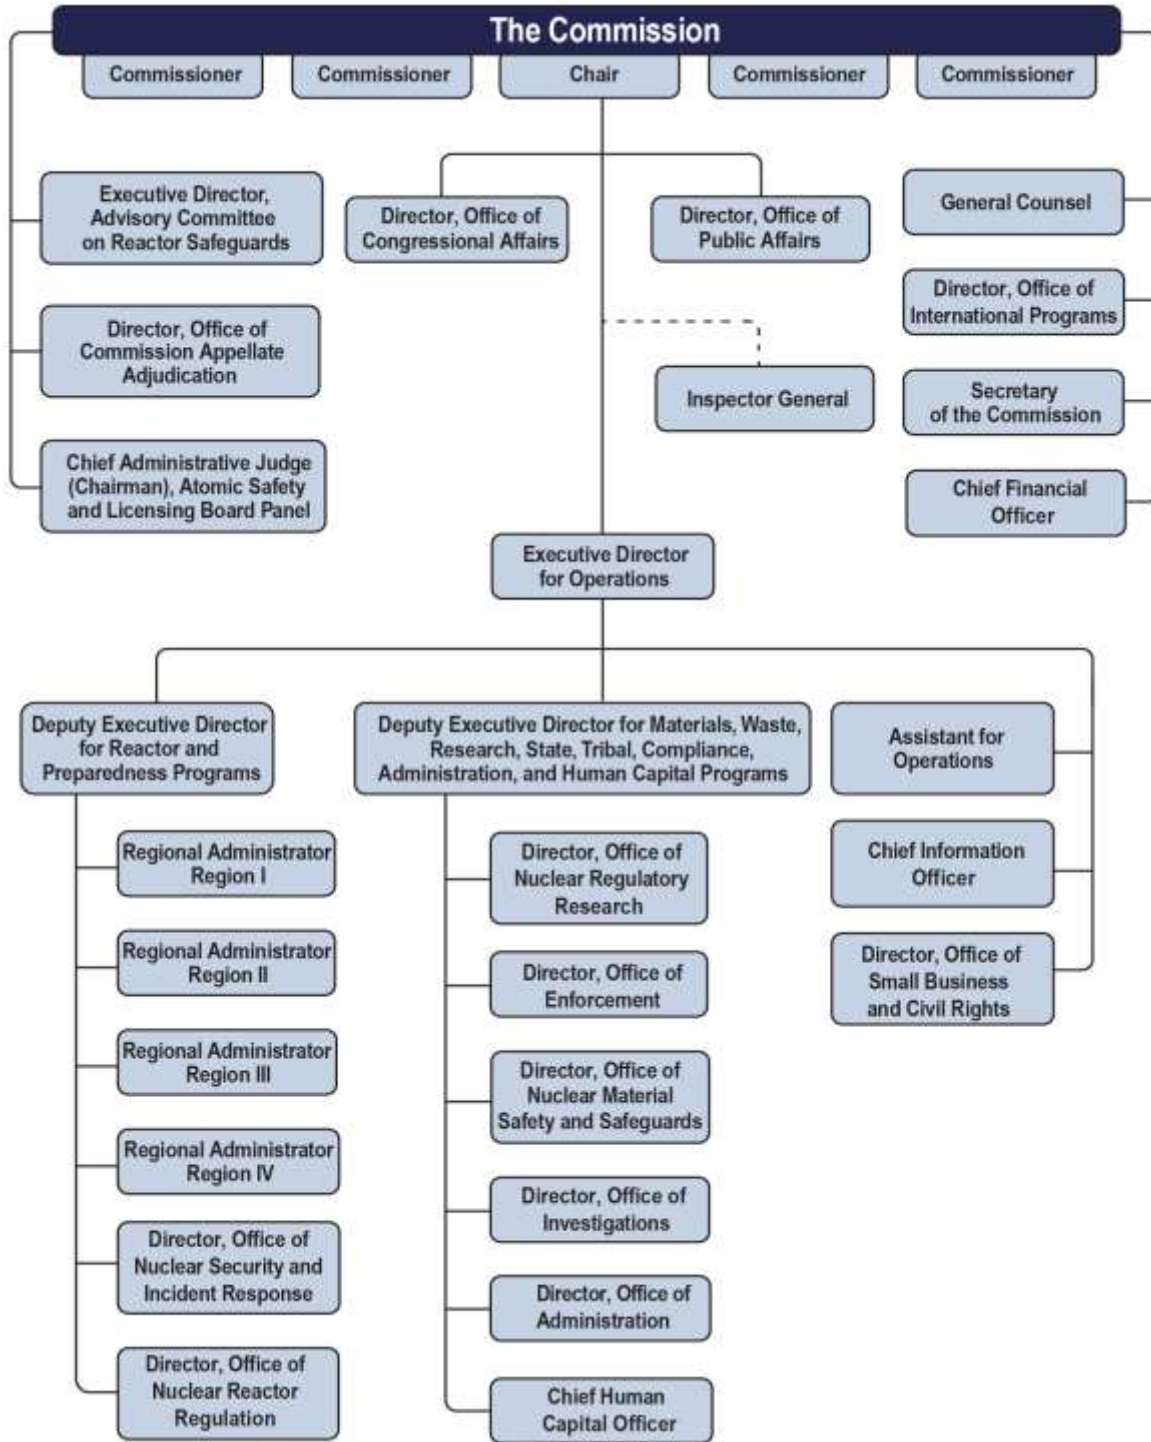 The Commission
Commissioner
Commissioner
Chair
Commissioner
Commissioner
Executive Director,
Advisory Committee
on Reactor Safeguards
Director, Office of
Congressional Affairs
Director, Office of
Public Affairs
General Counsel
Director, Office of
Commission Appellate
Adjudication
Director, Office of
International Programs
Inspector General
Secretary
of the Commission
Chief Administrative Judge
(Chairman), Atomic Safety
and Licensing Board Panel
Chief Financial
Officer
Executive Director
for Operations
Deputy Executive Director
for Reactor and
Preparedness Programs
Deputy Executive Director for Materials, Waste,
Research, State, Tribal, Compliance,
Administration, and Human Capital Programs
Assistant for
Operations
Regional Administrator
Region I
Regional Administrator
Region II
Regional Administrator
Region III
Regional Administrator
Region IV
Director, Office of
Nuclear Security and
Incident Response
Director, Office of
Nuclear Reactor
Regulation
Director, Office of
Nuclear Regulatory
Research
Director, Office of
Enforcement
Director, Office of
Nuclear Material
Safety and Safeguards
Director, Office of
Investigations
Director, Office of
Administration
Chief Human
Capital Officer
Chief Information
Officer
Director, Office of
Small Business
and Civil Rights